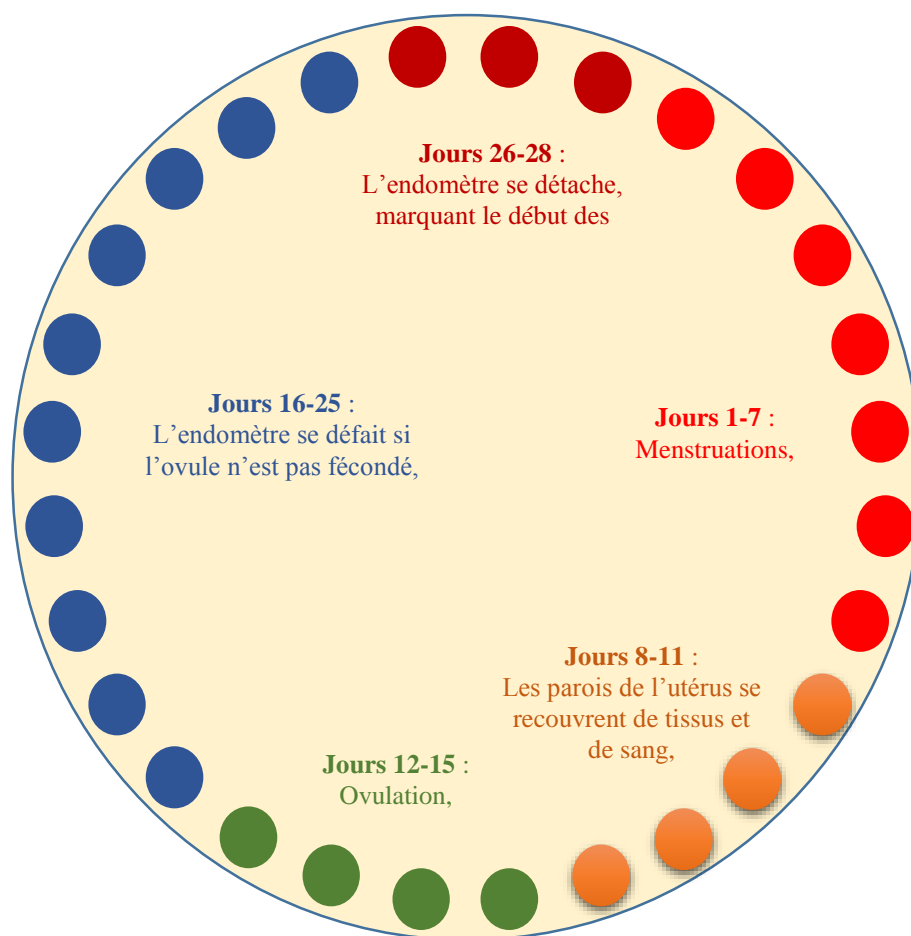 Jours 26-28 :
L’endomètre se détache,
marquant le début des
Jours 16-25 :
L’endomètre se défait si
l’ovule n’est pas fécondé,
Jours 1-7 :
Menstruations,
Jours 8-11 :
Les parois de l’utérus se
recouvrent de tissus et
de sang,
Jours 12-15 :
Ovulation,